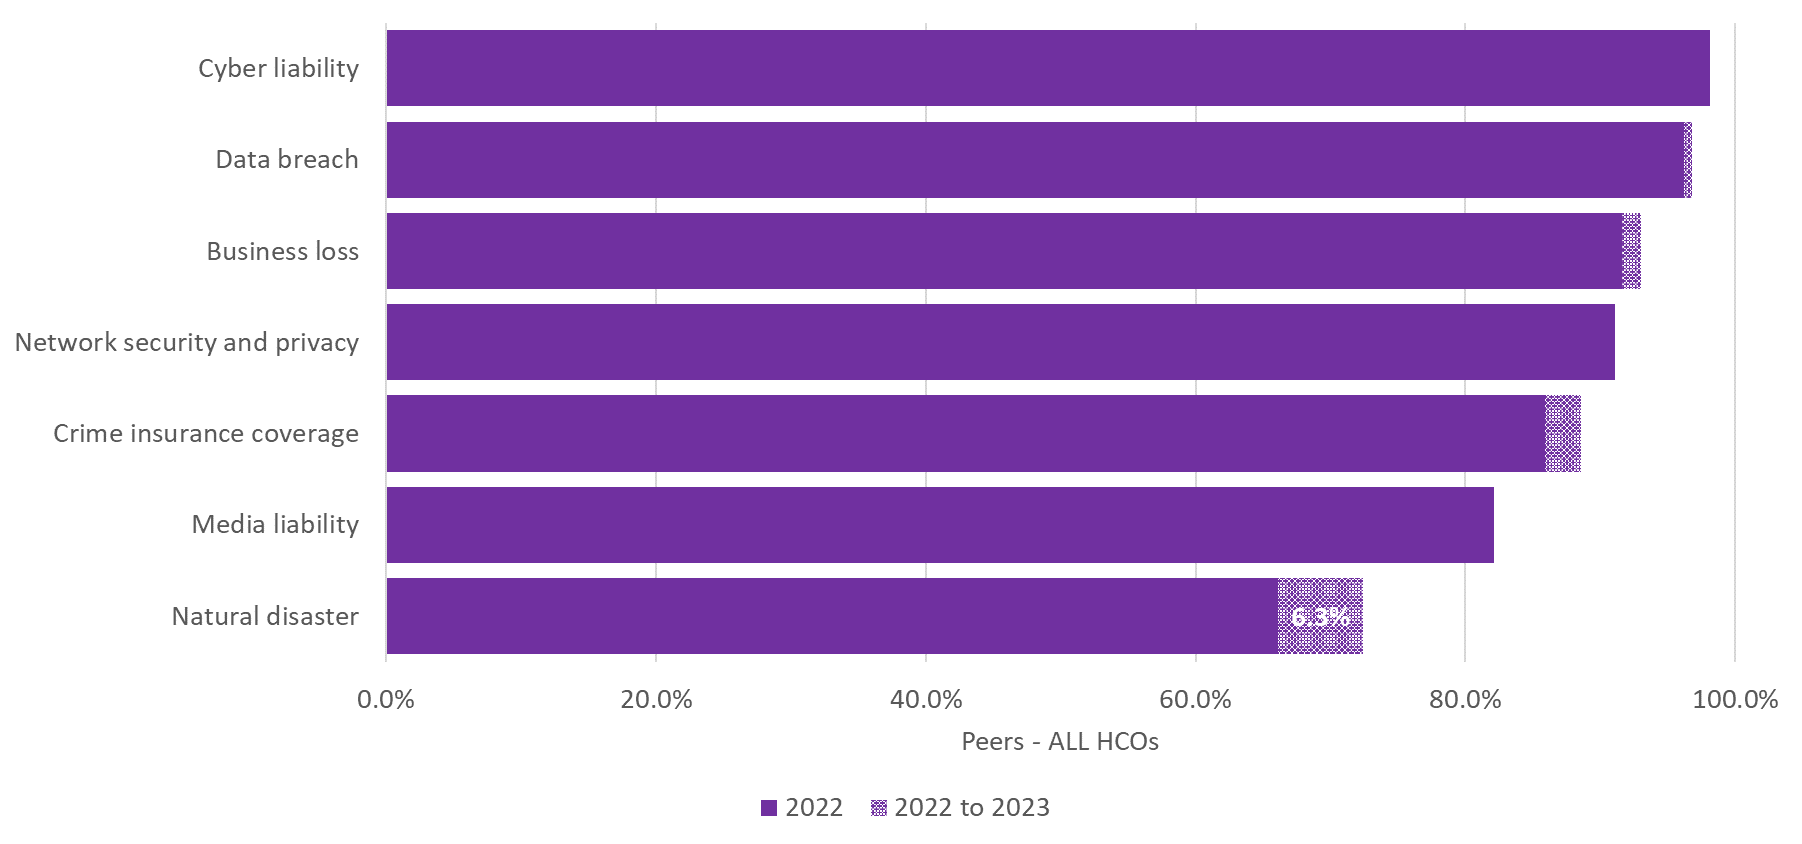 Cyber liability
Data breach
Business loss
Network security and privacy
Crime insurance coverage
Media liability
Natural disaster
6.3%
0.0% 20.0% 40.0% 60.0% 80.0% 100.0%
Peers - ALL HCOs
2022 2022 to 2023